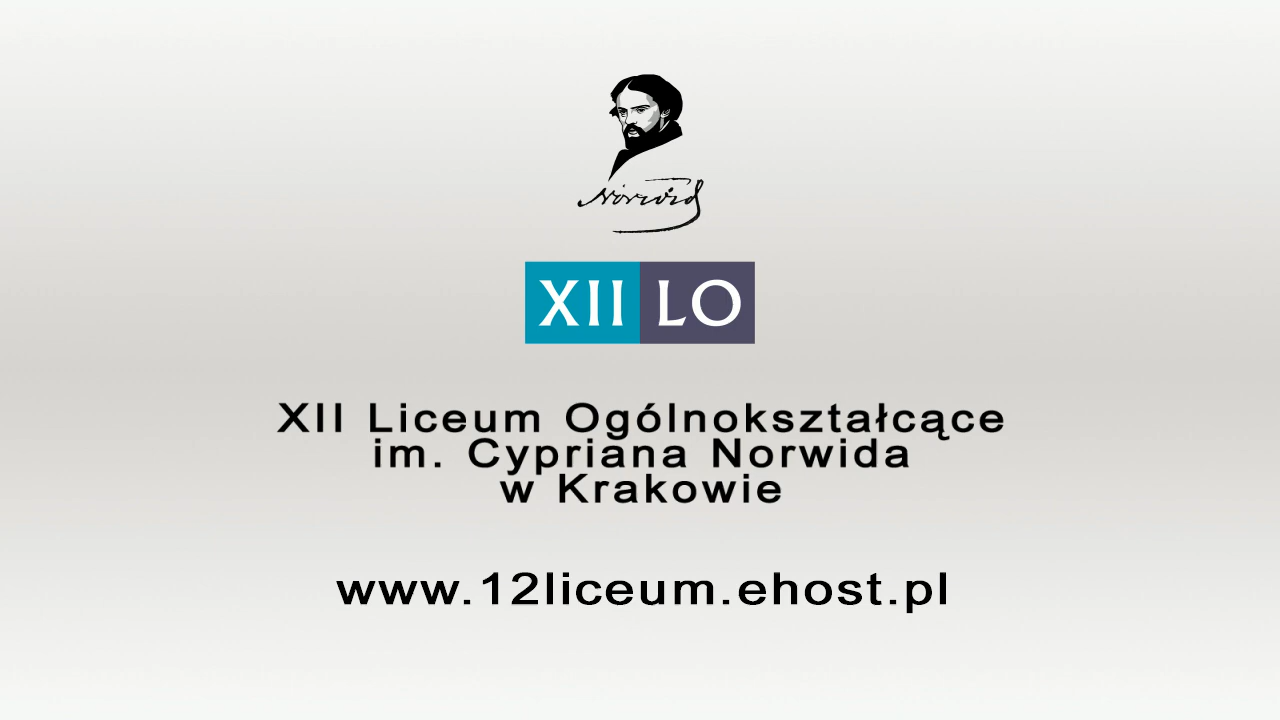 Norwid
XII LO
XII Liceum Ogólnokształcące
im. Cypriana Norwida
w Krakowie
www.12liceum.ehost.pl